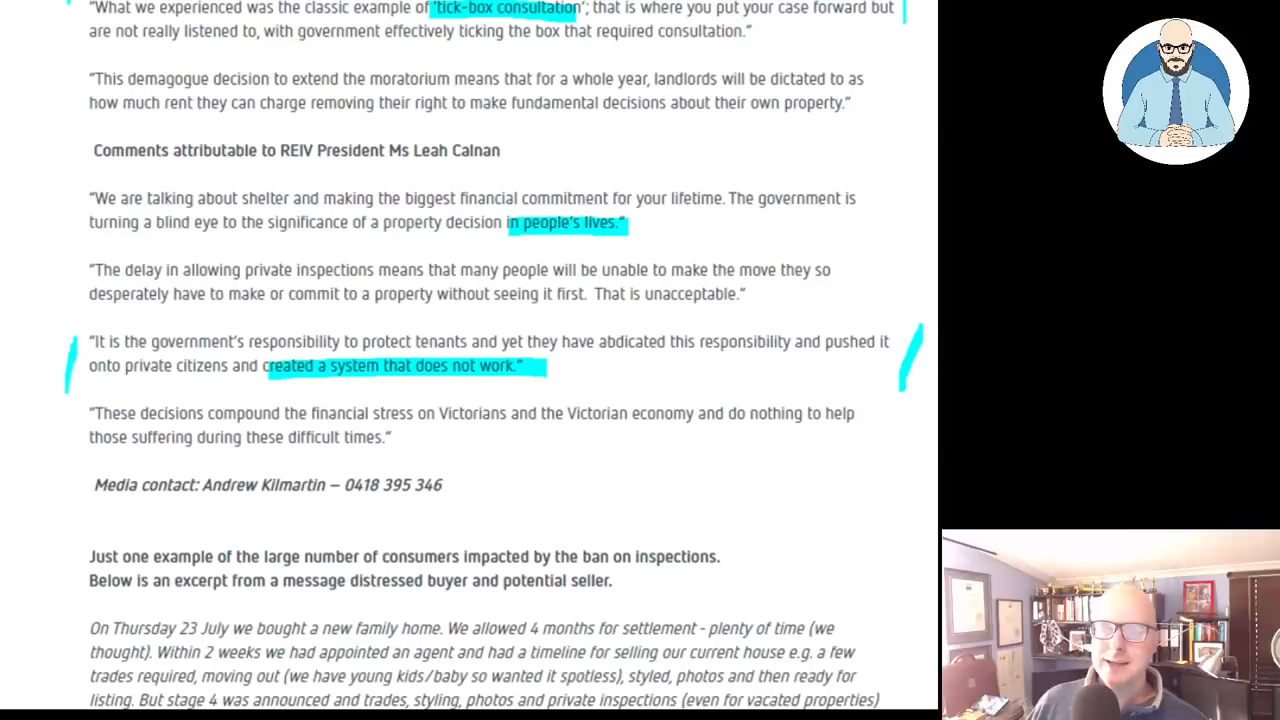 “What we experienced was the classic example of ‘tick-box consultation’; that is where you put your case forward but
are not really listened to, with government effectively ticking the box that required consultation.”
“This demagogue decision to extend the moratorium means that for a whole year, landlords will be dictated to as
how much rent they can charge removing their right to make fundamental decisions about their own property.”
Comments attributable to REIV President Ms Leah Calnan
“We are talking about shelter and making the biggest financial commitment for your lifetime. The government is
turning a blind eye to the significance of a property decision in people’s lives.”
“The delay in allowing private inspections means that many people will be unable to make the move they so
desperately have to make or commit to a property without seeing it first.  That is unacceptable.”
“It is the government’s responsibility to protect tenants and yet they have abdicated this responsibility and pushed it
onto private citizens and created a system that does not work.”
“These decisions compound the financial stress on Victorians and the Victorian economy and do nothing to help
those suffering during these difficult times.”
Media contact: Andrew Kilmartin – 0418 395 346
Just one example of the large number of consumers impacted by the ban on inspections.
Below is an excerpt from a message distressed buyer and potential seller.
On Thursday 23 July we bought a new family home. We allowed 4 months for settlement - plenty of time (we
thought). Within 2 weeks we had appointed an agent and had a timeline for selling our current house e.g. a few
trades required, moving out (we have young kids/baby so wanted it spotless), styled, photos and then ready for
listing. But stage 4 was announced and trades, styling, photos and private inspections (even for vacated properties)